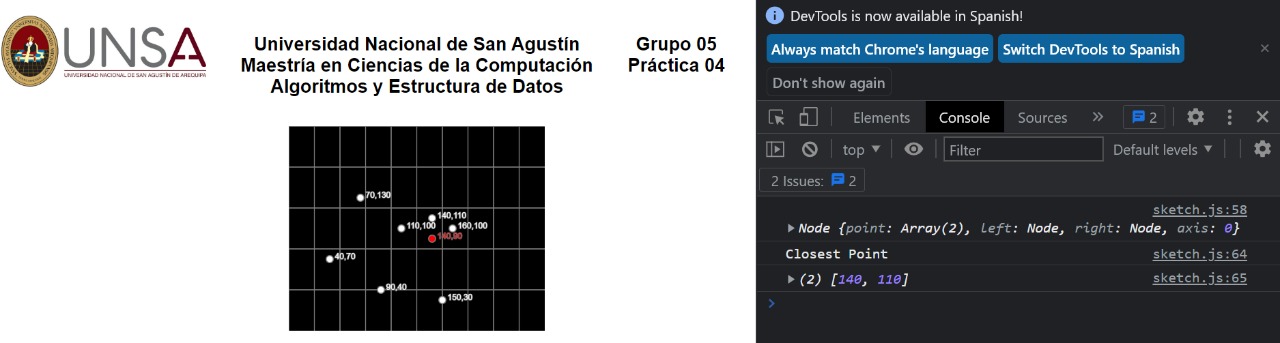 UNSA
UNIVERSIDAD NACIONAL DE SAN AGUSTÍN DE AREQUIPA
Universidad Nacional de San Agustín
Maestría en Ciencias de la Computación
Algoritmos y Estructura de Datos
Grupo 05
Práctica 04
70,130
140,110
110,100
160,100
140,90
40,70
90,40
150,30
DevTools is now available in Spanish!
Always match Chrome's language
Switch DevTools to Spanish
Don't show again
Elements
Console
Sources
2
top
Filter
Default levels
2 Issues: 2
sketch.js:58
Node {point: Array(2), left: Node, right: Node, axis: 0}
Closest Point sketch.js:64
(2) [140, 110] sketch.js:65